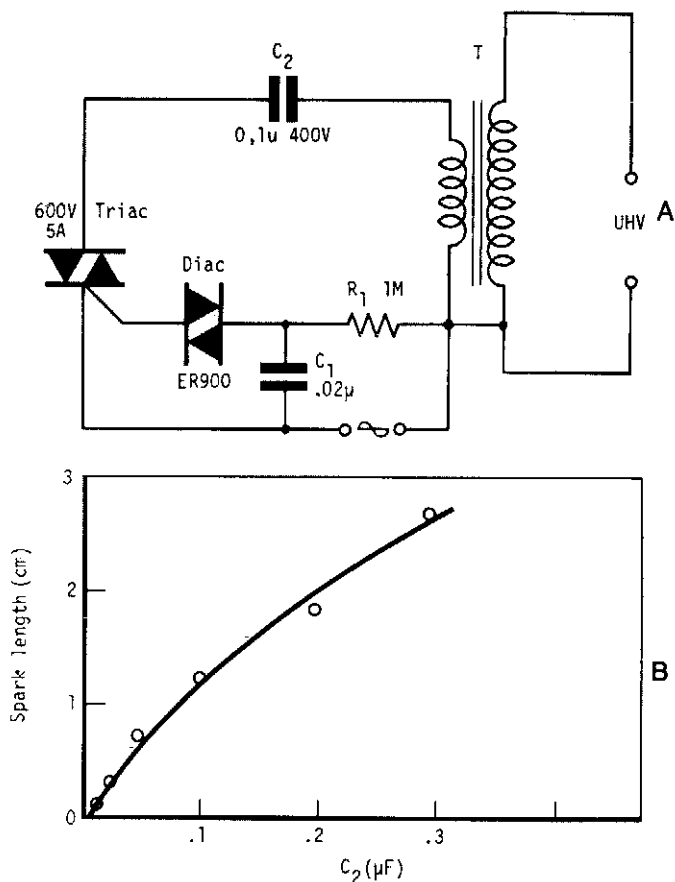 C2
T
0,1u 400V
600V Triac
5A
UHV A
Diac
R1 1M
ER900
C1
.02µ
3
2
1
0
Spark length (cm)
B
.1 .2 .3
C2 (µF)